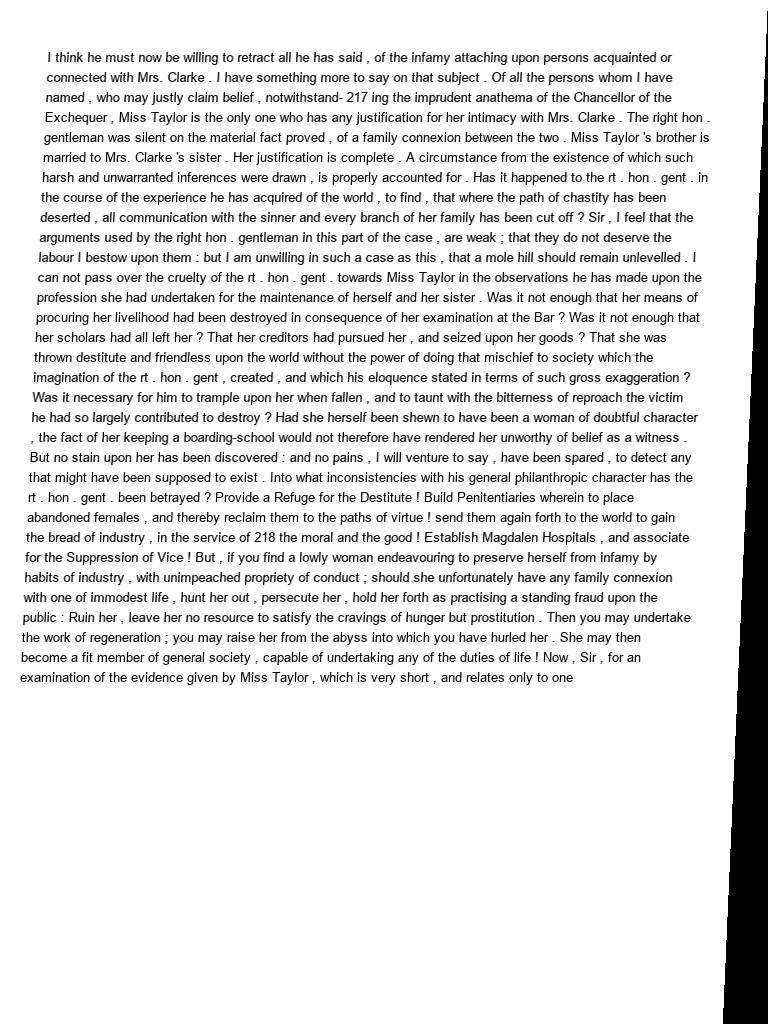 I think he must now be willing to retract all he has said , of the infamy attaching upon persons acquainted or
connected with Mrs. Clarke . I have something more to say on that subject . Of all the persons whom I have
named , who may justly claim belief , notwithstand- 217 ing the imprudent anathema of the Chancellor of the
Exchequer , Miss Taylor is the only one who has any justification for her intimacy with Mrs. Clarke . The right hon .
gentleman was silent on the material fact proved , of a family connexion between the two . Miss Taylor 's brother is
married to Mrs. Clarke 's sister . Her justification is complete . A circumstance from the existence of which such
harsh and unwarranted inferences were drawn , is properly accounted for . Has it happened to the rt . hon . gent . in
the course of the experience he has acquired of the world , to find , that where the path of chastity has been
deserted , all communication with the sinner and every branch of her family has been cut off ? Sir , I feel that the
arguments used by the right hon . gentleman in this part of the case , are weak ; that they do not deserve the
labour I bestow upon them : but I am unwilling in such a case as this , that a mole hill should remain unlevelled . I
can not pass over the cruelty of the rt . hon . gent . towards Miss Taylor in the observations he has made upon the
profession she had undertaken for the maintenance of herself and her sister . Was it not enough that her means of
procuring her livelihood had been destroyed in consequence of her examination at the Bar ? Was it not enough that
her scholars had all left her ? That her creditors had pursued her , and seized upon her goods ? That she was
thrown destitute and friendless upon the world without the power of doing that mischief to society which the
imagination of the rt . hon . gent , created , and which his eloquence stated in terms of such gross exaggeration ?
Was it necessary for him to trample upon her when fallen , and to taunt with the bitterness of reproach the victim
he had so largely contributed to destroy ? Had she herself been shewn to have been a woman of doubtful character
, the fact of her keeping a boarding-school would not therefore have rendered her unworthy of belief as a witness .
But no stain upon her has been discovered : and no pains , I will venture to say , have been spared , to detect any
that might have been supposed to exist . Into what inconsistencies with his general philanthropic character has the
rt . hon . gent . been betrayed ? Provide a Refuge for the Destitute ! Build Penitentiaries wherein to place
abandoned females , and thereby reclaim them to the paths of virtue ! send them again forth to the world to gain
the bread of industry , in the service of 218 the moral and the good ! Establish Magdalen Hospitals , and associate
for the Suppression of Vice ! But , if you find a lowly woman endeavouring to preserve herself from infamy by
habits of industry , with unimpeached propriety of conduct ; should she unfortunately have any family connexion
with one of immodest life , hunt her out , persecute her , hold her forth as practising a standing fraud upon the
public : Ruin her , leave her no resource to satisfy the cravings of hunger but prostitution . Then you may undertake
the work of regeneration ; you may raise her from the abyss into which you have hurled her . She may then
become a fit member of general society , capable of undertaking any of the duties of life ! Now , Sir , for an
examination of the evidence given by Miss Taylor , which is very short , and relates only to one